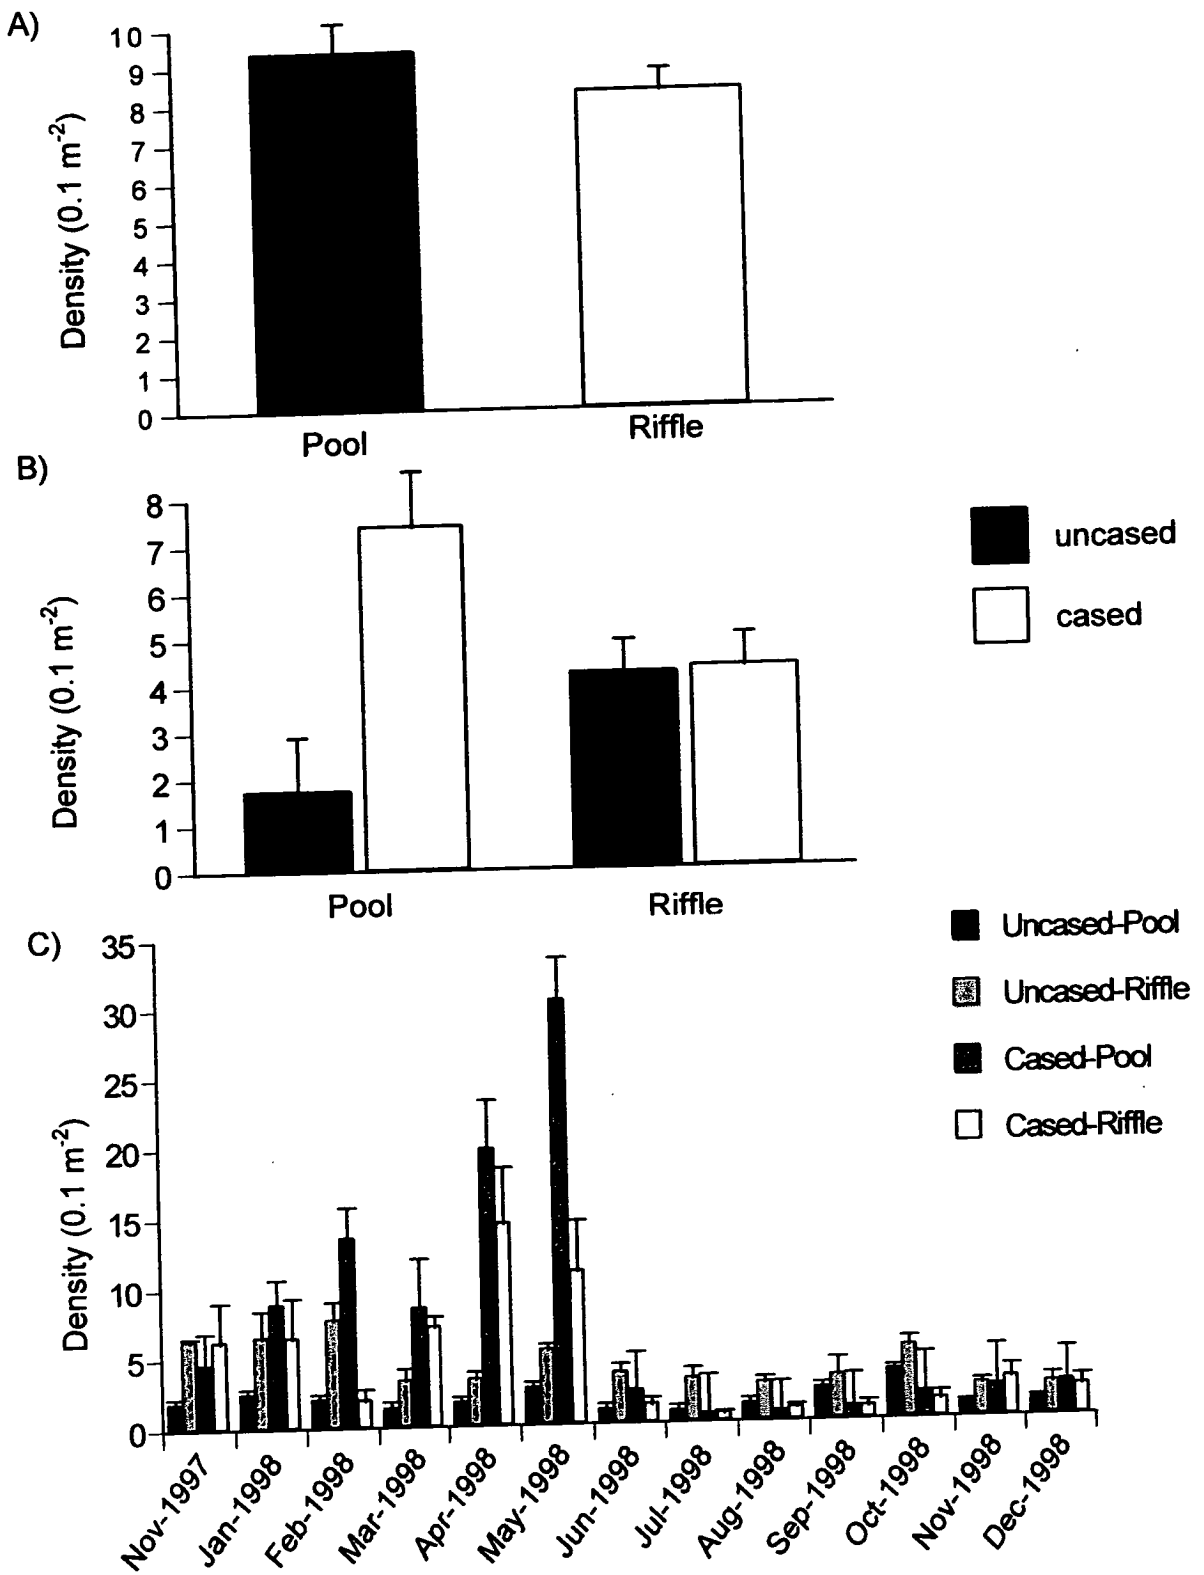 A)
10
9
8
7
6
5
4
3
2
1
0
Density (0.1 m-2)
Pool
Riffle
B)
8
7
6
5
4
3
2
1
0
Density (0.1 m-2)
Pool
Riffle
uncased
cased
C)
35
30
25
20
15
10
5
0
Density (0.1 m-2)
Uncased-Pool
Uncased-Riffle
Cased-Pool
Cased-Riffle
Nov-1997
Jan-1998
Feb-1998
Mar-1998
Apr-1998
May-1998
Jun-1998
Jul-1998
Aug-1998
Sep-1998
Oct-1998
Nov-1998
Dec-1998